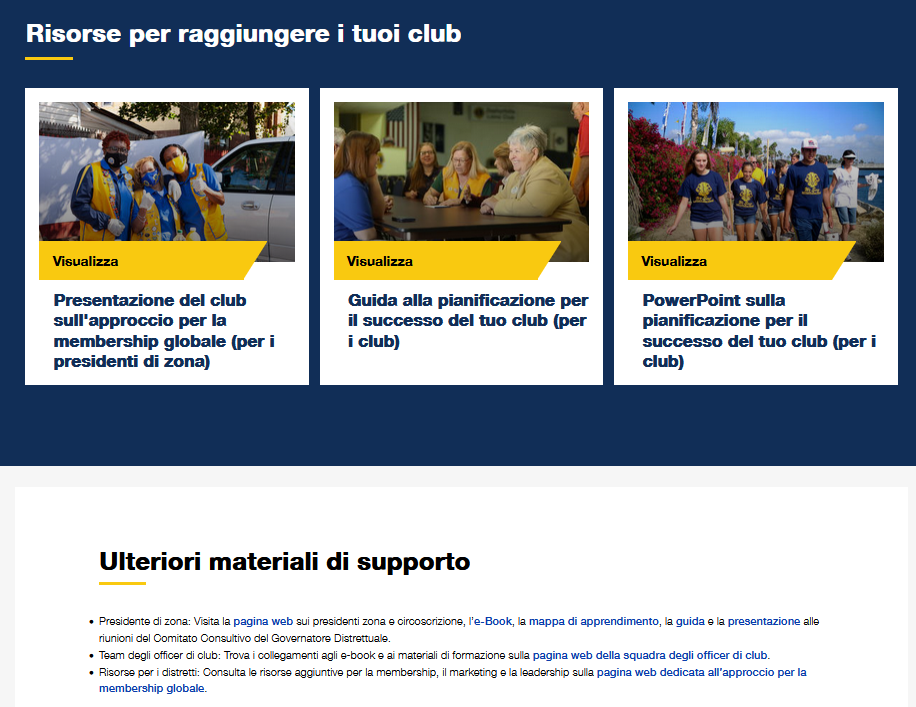 Risorse per raggiungere i tuoi club
Visualizza
Presentazione del club
sull'approccio per la
membership globale (per i
presidenti di zona)
Visualizza
Guida alla pianificazione per
il successo del tuo club (per
i club)
Visualizza
PowerPoint sulla
pianificazione per il
successo del tuo club (per i
club)
Ulteriori materiali di supporto
• Presidente di zona: Visita la pagina web sui presidenti zona e circoscrizione, l'e-Book, la mappa di apprendimento, la guida e la presentazione alle
riunioni del Comitato Consultivo del Governatore Distrettuale.
• Team degli officer di club: Trova i collegamenti agli e-book e ai materiali di formazione sulla pagina web della squadra degli officer di club.
• Risorse per i distretti: Consulta le risorse aggiuntive per la membership, il marketing e la leadership sulla pagina web dedicata all'approccio per la
membership globale.